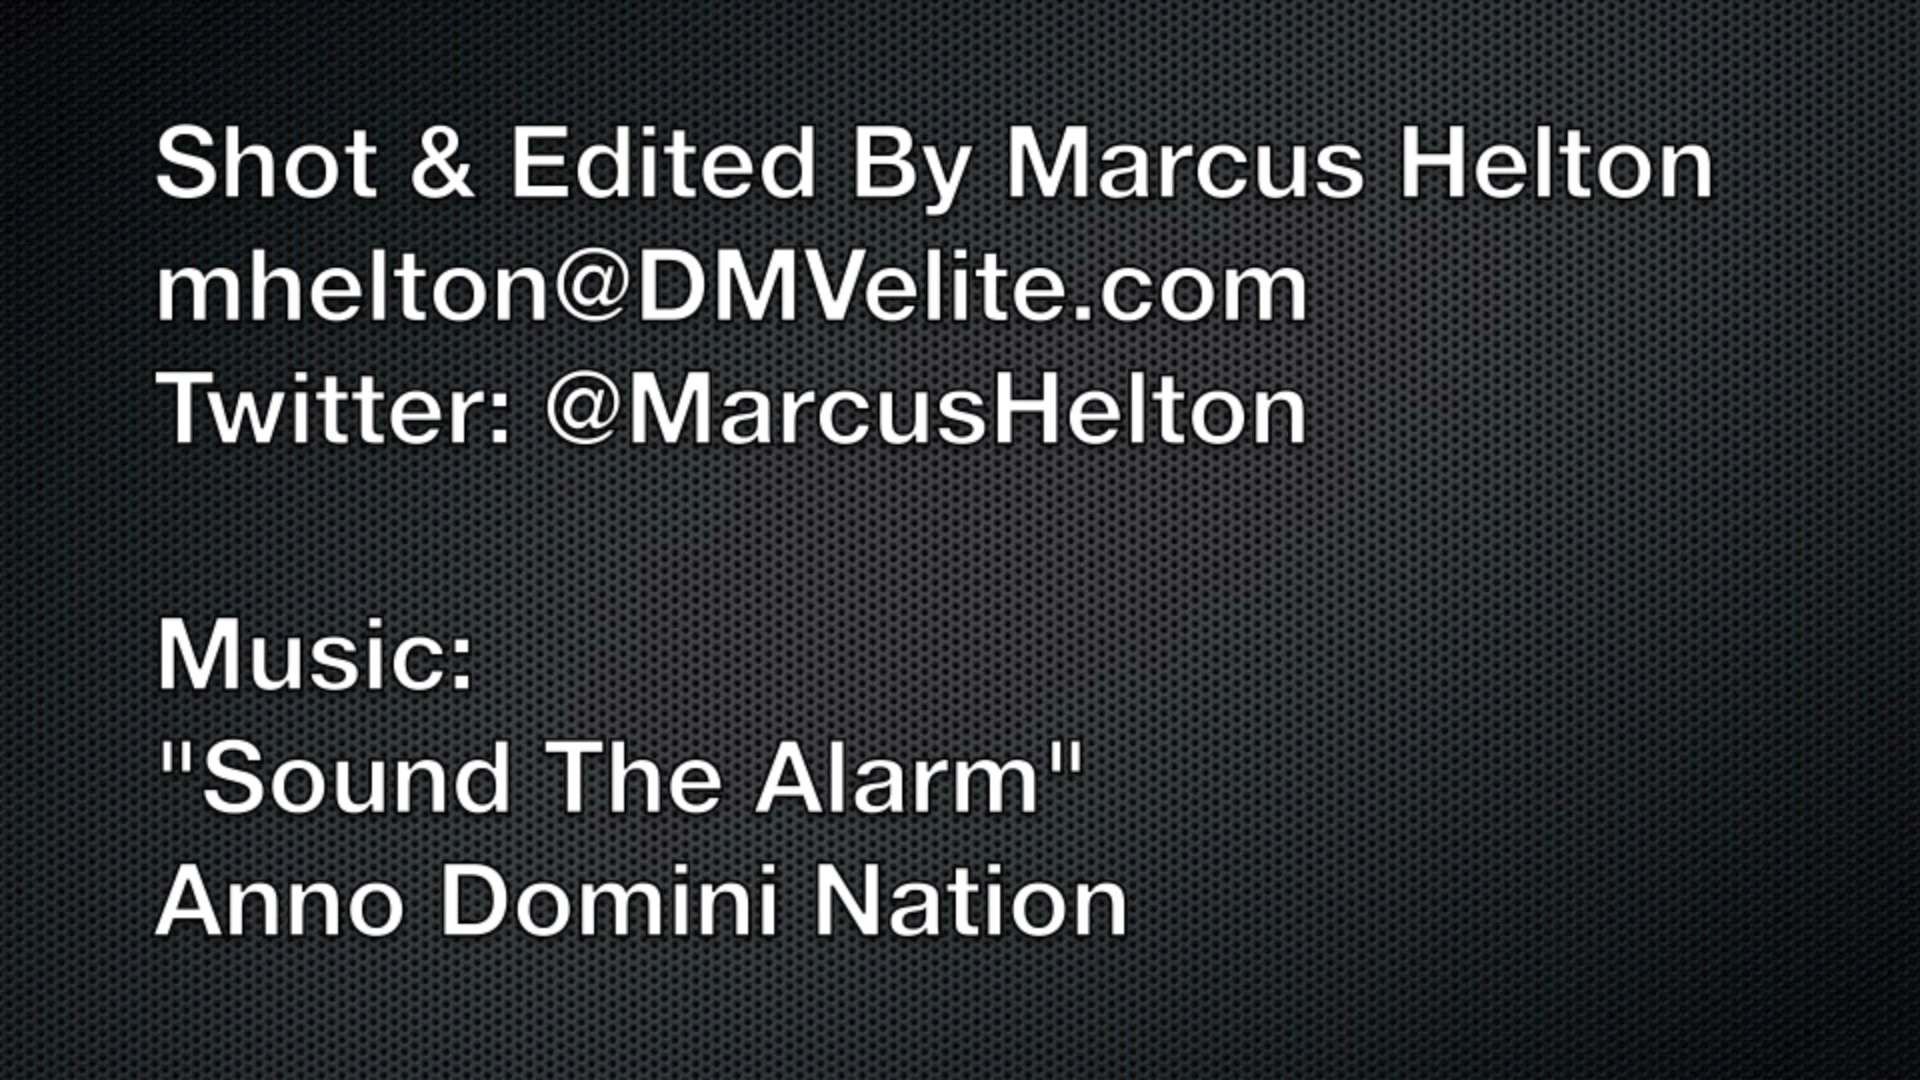 Shot & Edited By Marcus Helton
mhelton@DMVelite.com
Twitter: @MarcusHelton
Music:
"Sound The Alarm"
Anno Domini Nation